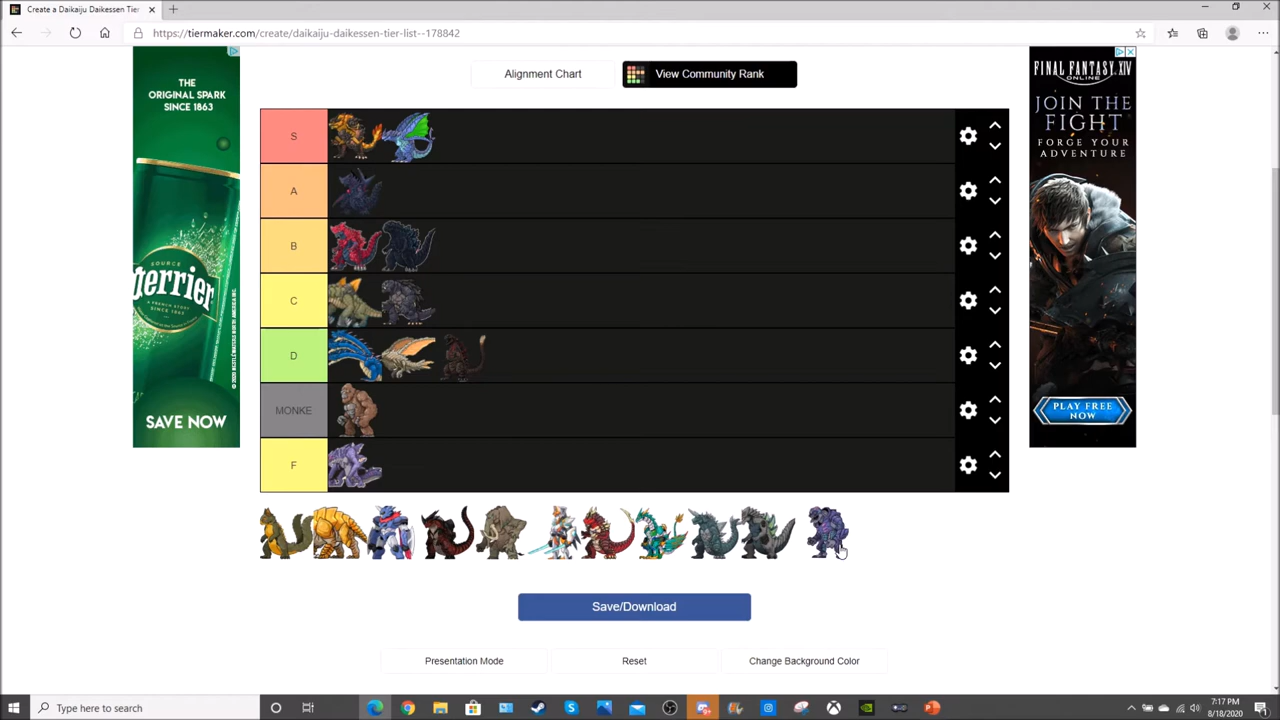 Create a Daikaiju Daikessen Tier
https://tiermaker.com/create/daikaiju-daikessen-tier-list--178842
THE
ORIGINAL SPARK
SINCE 1863
SOURCE
perrier
SINCE 1863
SAVE NOW
Alignment Chart
View Community Rank
S
A
B
C
D
MONKE
F
Save/Download
Presentation Mode
Reset
Change Background Color
FINAL FANTASY XIV
ONLINE
JOIN THE
FIGHT
FORGE YOUR
ADVENTURE
PLAY FREE
NOW
Type here to search
7:17 PM
8/18/2020